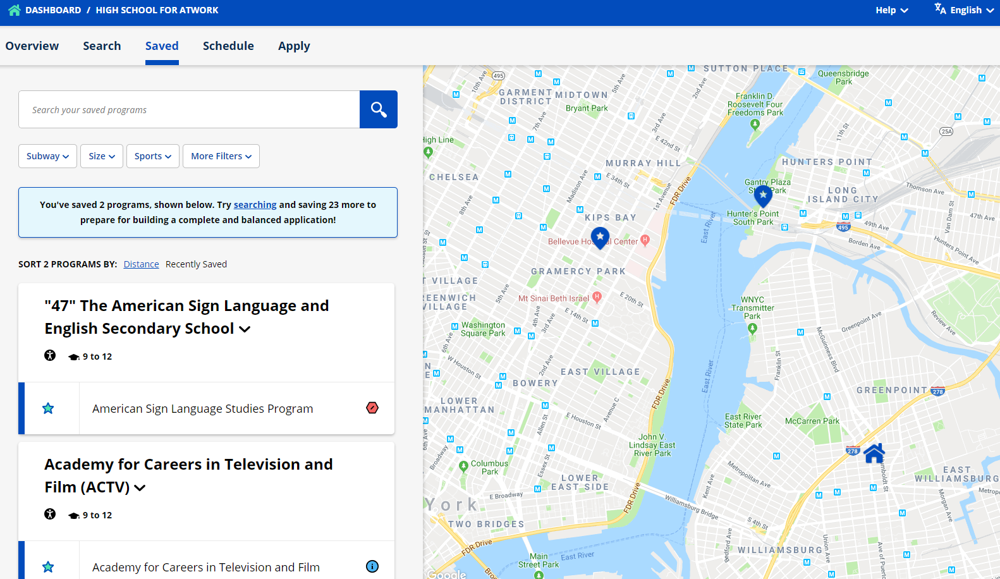 DASHBOARD / HIGH SCHOOL FOR ATWORK
Help
English
Overview
Search
Saved
Schedule
Apply
Search your saved programs
Subway
Size
Sports
More Filters
You've saved 2 programs, shown below. Try searching and saving 23 more to
prepare for building a complete and balanced application!
SORT 2 PROGRAMS BY: Distance Recently Saved
"47" The American Sign Language and
English Secondary School
9 to 12
American Sign Language Studies Program
Academy for Careers in Television and
Film (ACTV)
9 to 12
Academy for Careers in Television and Film
SUTTON PLACE
Queensbridge
Park
495
10th Ave
GARMENT
DISTRICT
MIDTOWN
5th Ave
2nd Ave
Bryant Park
Franklin D.
Roosevelt Four
Freedoms Park
7th Ave
3rd Ave
E 42nd St
11th St
25A
High Line
CHELSEA
MURRAY HILL
HUNTERS POINT
Madison Ave
E 34th St
FDR Drive
1st Avenue
Gantry Plaza
Park
LONG
ISLAND CITY
Thomson Ave
8th Ave
KIPS BAY
East River
Hunter's Point
South Park
495
49th Ave
Van Dam St
47th Ave
Bellevue Center
Borden Ave
Hunters Point Ave
GRAMERCY PARK
T VILLAGE
REENWICH
VILLAGE
5th Ave
Mt Sinai Beth Israel
E 20th St
WNYC
Transmitter
Park
4th Ave
3rd Ave
E 14th St
Greenpoint Ave
Review Ave
Washington
Square Park
6th Ave
McGuinness Blvd
W Houston St
2nd Ave
EAST VILLAGE
BOWERY
East River
Franklin St
GREENPOINT
278
LOWER
MANHATTAN
FDR Drive
Avenue C
E Houston St
Allen St
East River
State Park
McCarren Park
6th Ave
John V.
Lindsay East
River Park
278
Broadway
Columbus
Park
Essex St
Humboldt St
LOWER
EAST SIDE
Metropolitan Ave
EAST
WILLIAMSBURG
Kent Ave
Metropo
E Broadway
FDR Drive
Williamsburg Bridge
Morgan Ave
York
TWO BRIDGES
S 4th St
FDR Drive
Bedford Ave
Union Ave
WILLIAMSBURG
Main
Street Park
East River
Google